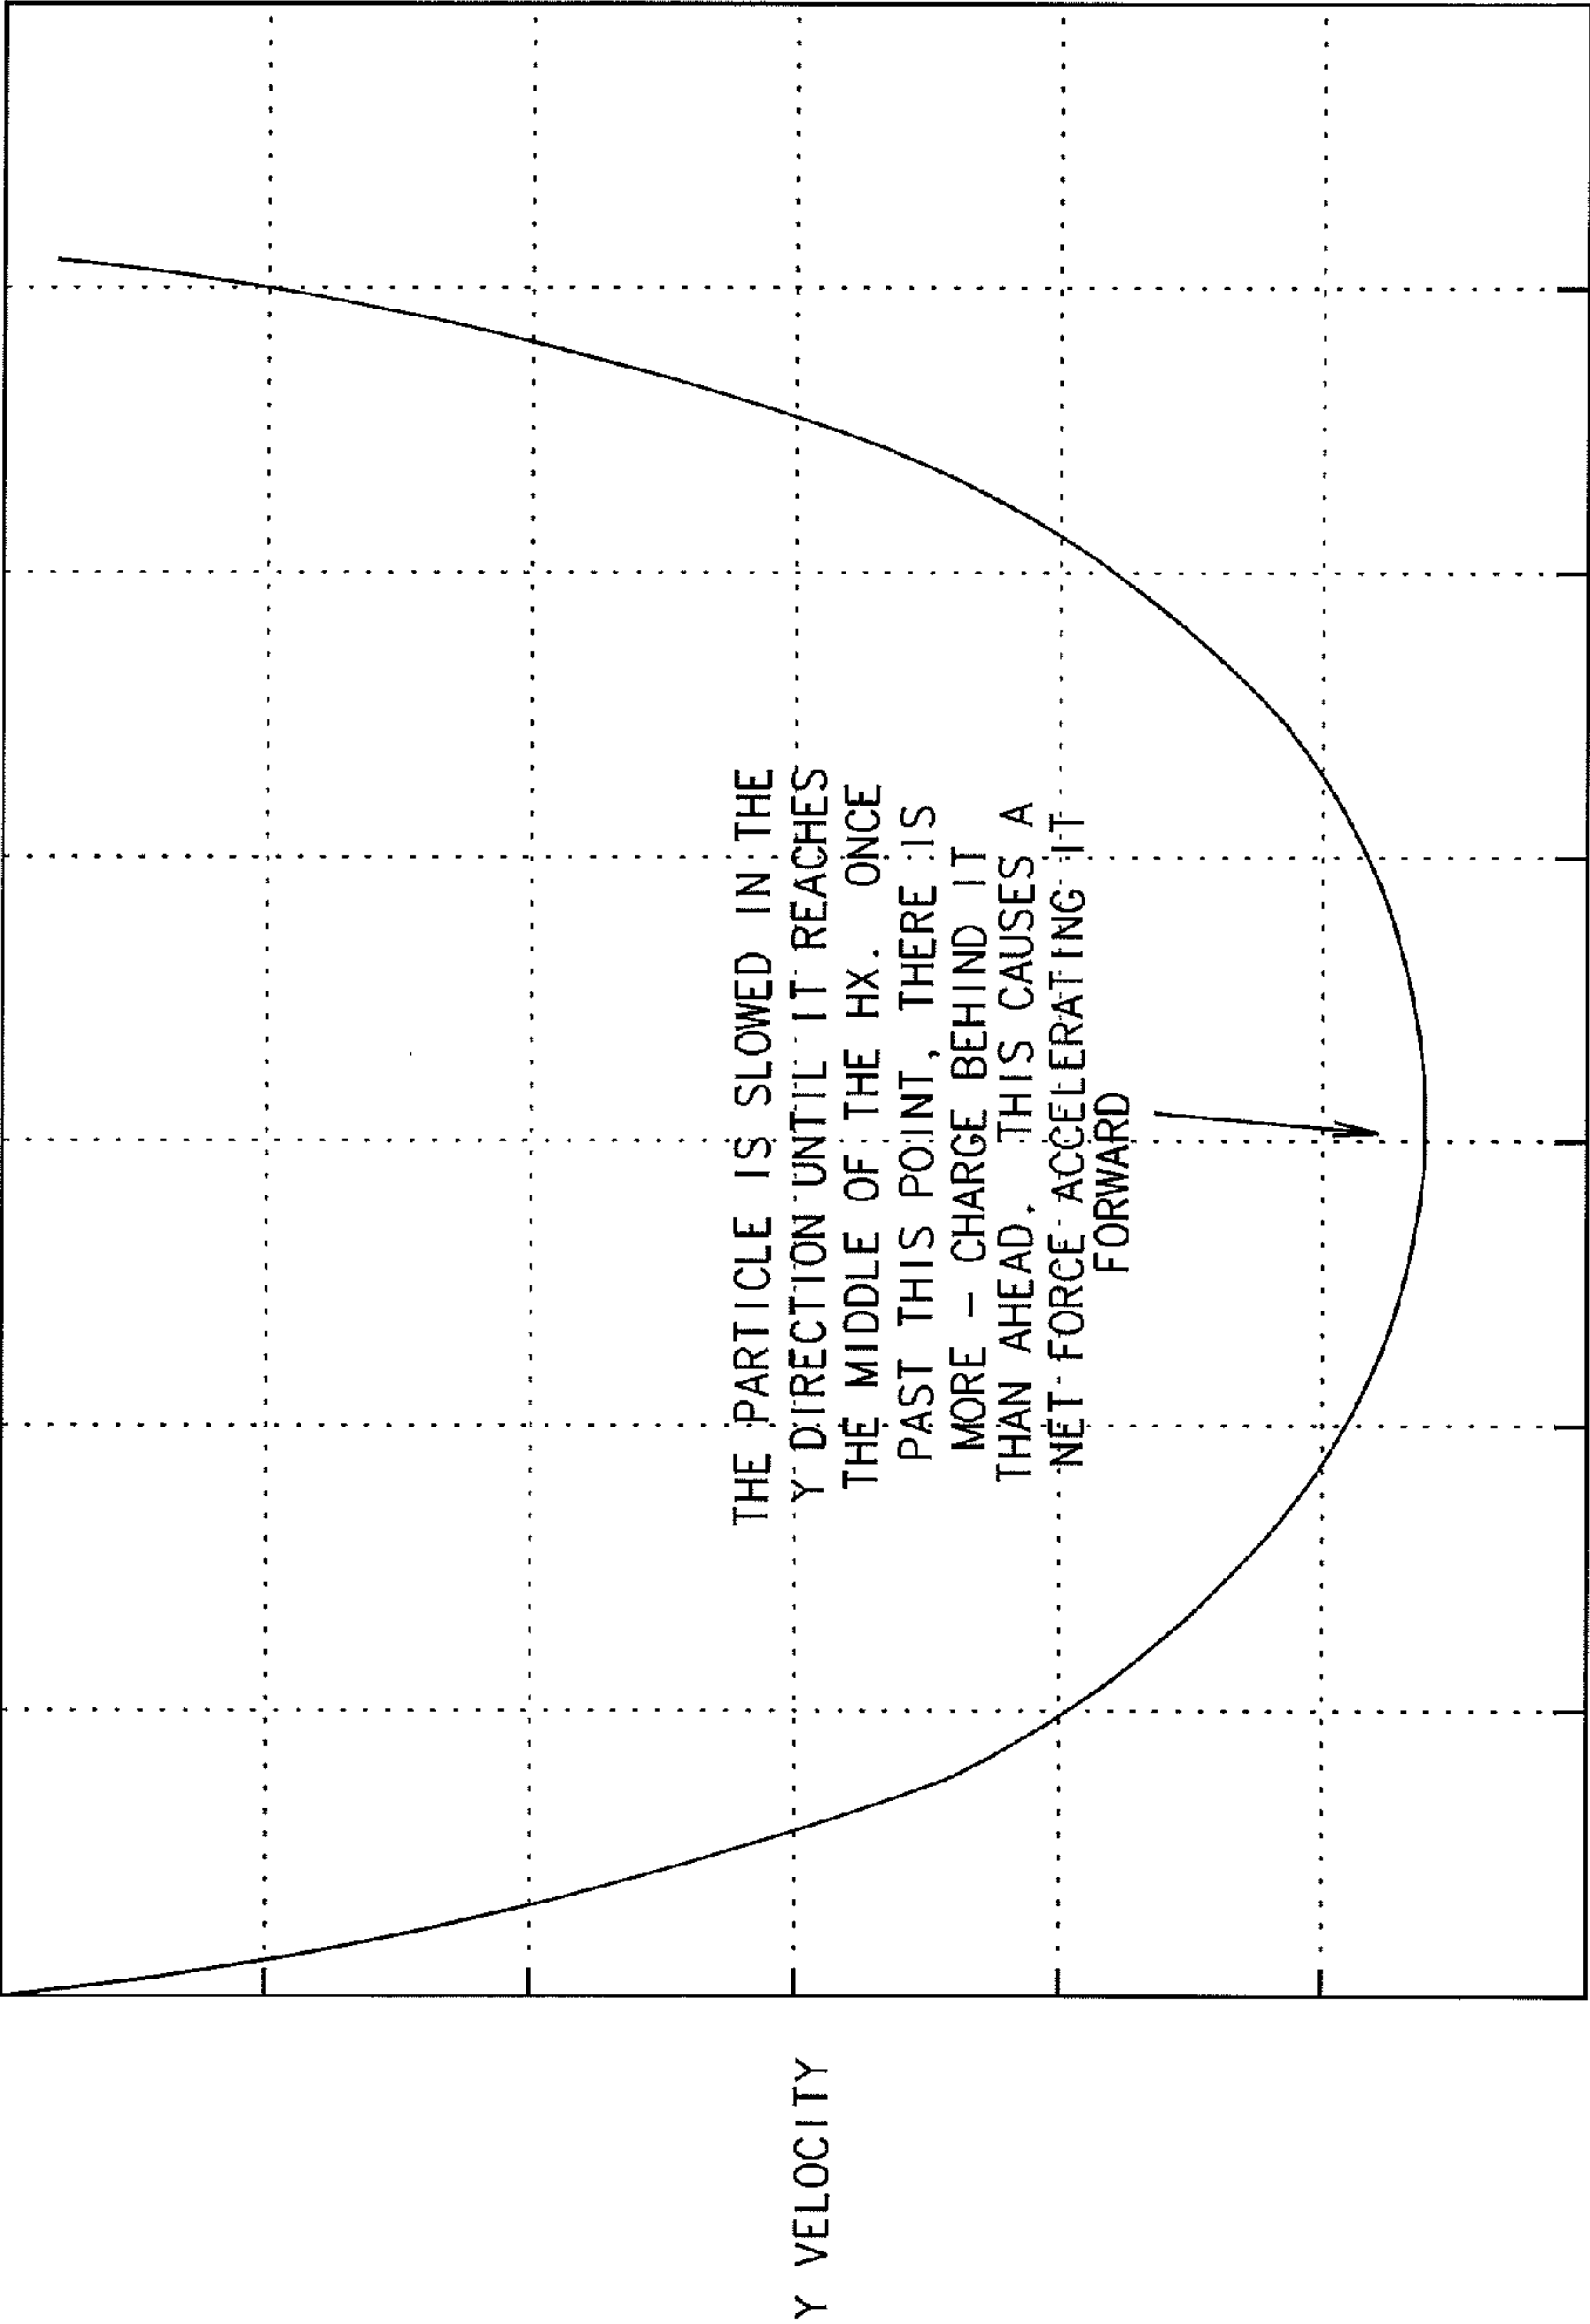 THE PARTICLE IS SLOWED IN THE
Y DIRECTION UNTIL IT REACHES
THE MIDDLE OF THE HX. ONCE
PAST THIS POINT, THERE IS
MORE - CHARGE BEHIND IT
THAN AHEAD. THIS CAUSES A
NET FORCE ACCELERATING IT
FORWARD
Y VELOCITY